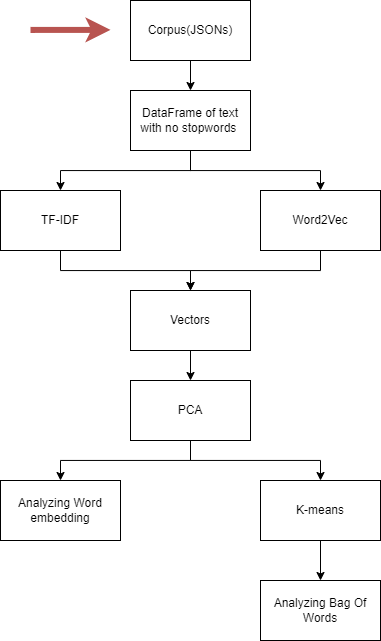 Corpus(JSONs)
DataFrame of text
with no stopwords
TF-IDF
Word2Vec
Vectors
PCA
Analyzing Word
embedding
K-means
Analyzing Bag Of
Words